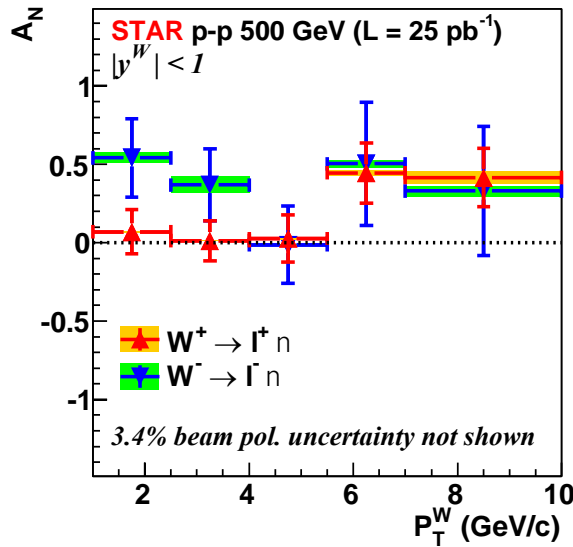 A_N
STAR p-p 500 GeV (L = 25 pb⁻¹)
|y^W| < 1
1
0.5
0
-0.5
-1
W⁺ → l⁺ n
W⁻ → l⁻ n
3.4% beam pol. uncertainty not shown
2 4 6 8 10
P_T^W (GeV/c)